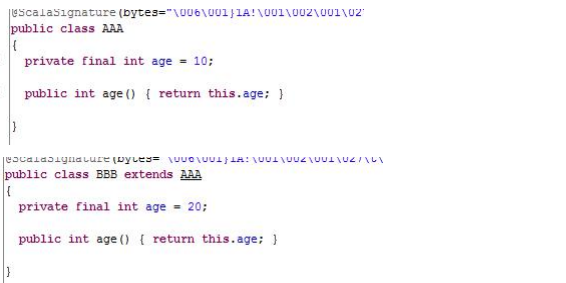 @ScalaSignature(bytes="\006\001}1A!\001\002\001\02
public class AAA
{
private final int age = 10;
public int age() { return this.age; }
}
@ScalaSignature(bytes="\006\001}1A!\001\002\001\027\t\
public class BBB extends AAA
{
private final int age = 20;
public int age() { return this.age; }
}